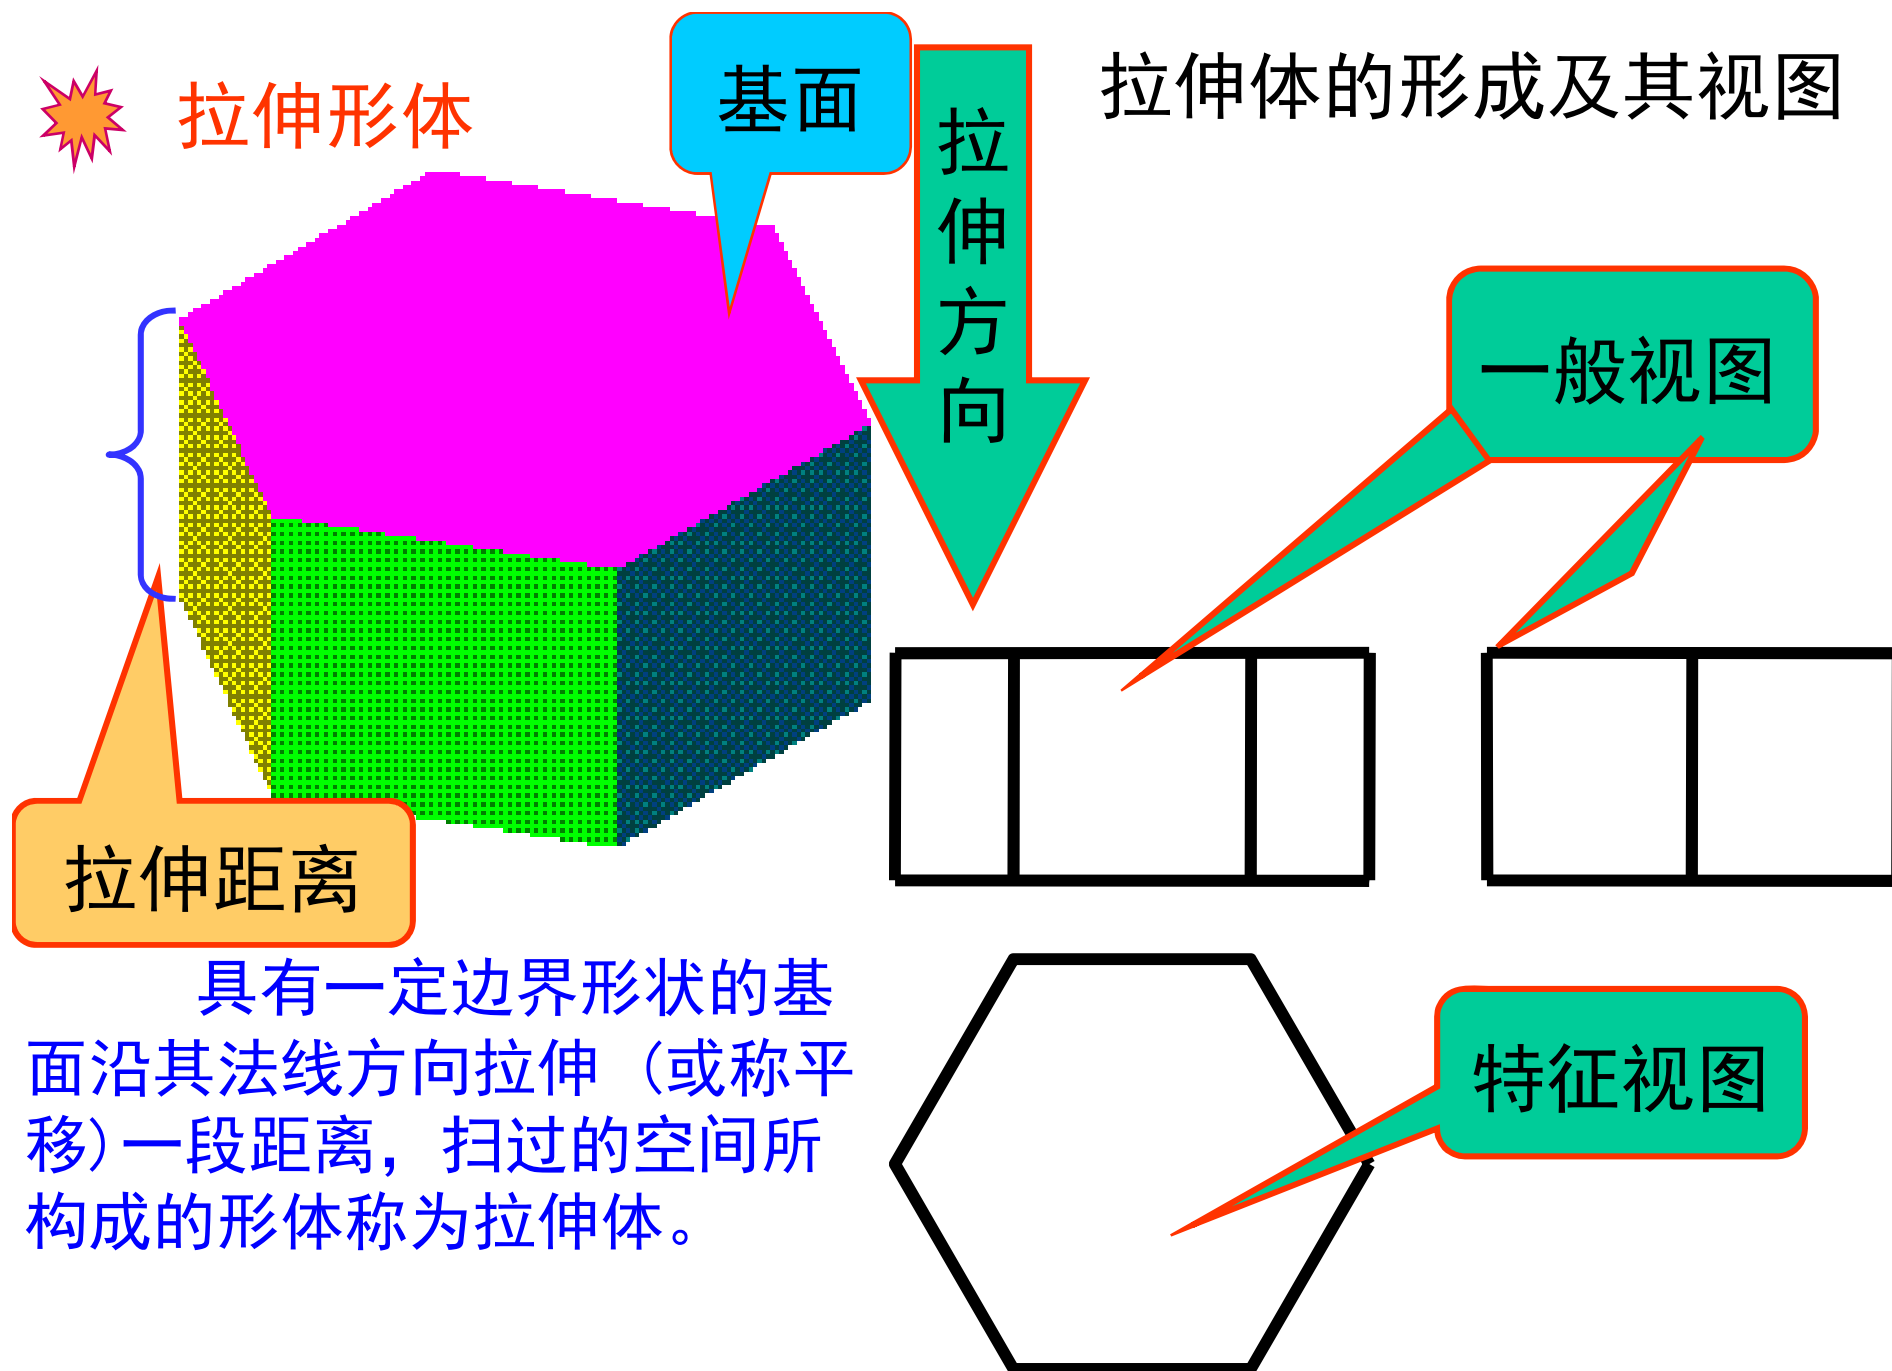 拉伸体的形成及其视图
拉伸形体
基面
拉
伸
方
向
一般视图
拉伸距离
具有一定边界形状的基
面沿其法线方向拉伸（或称平
移）一段距离，扫过的空间所
构成的形体称为拉伸体。
特征视图